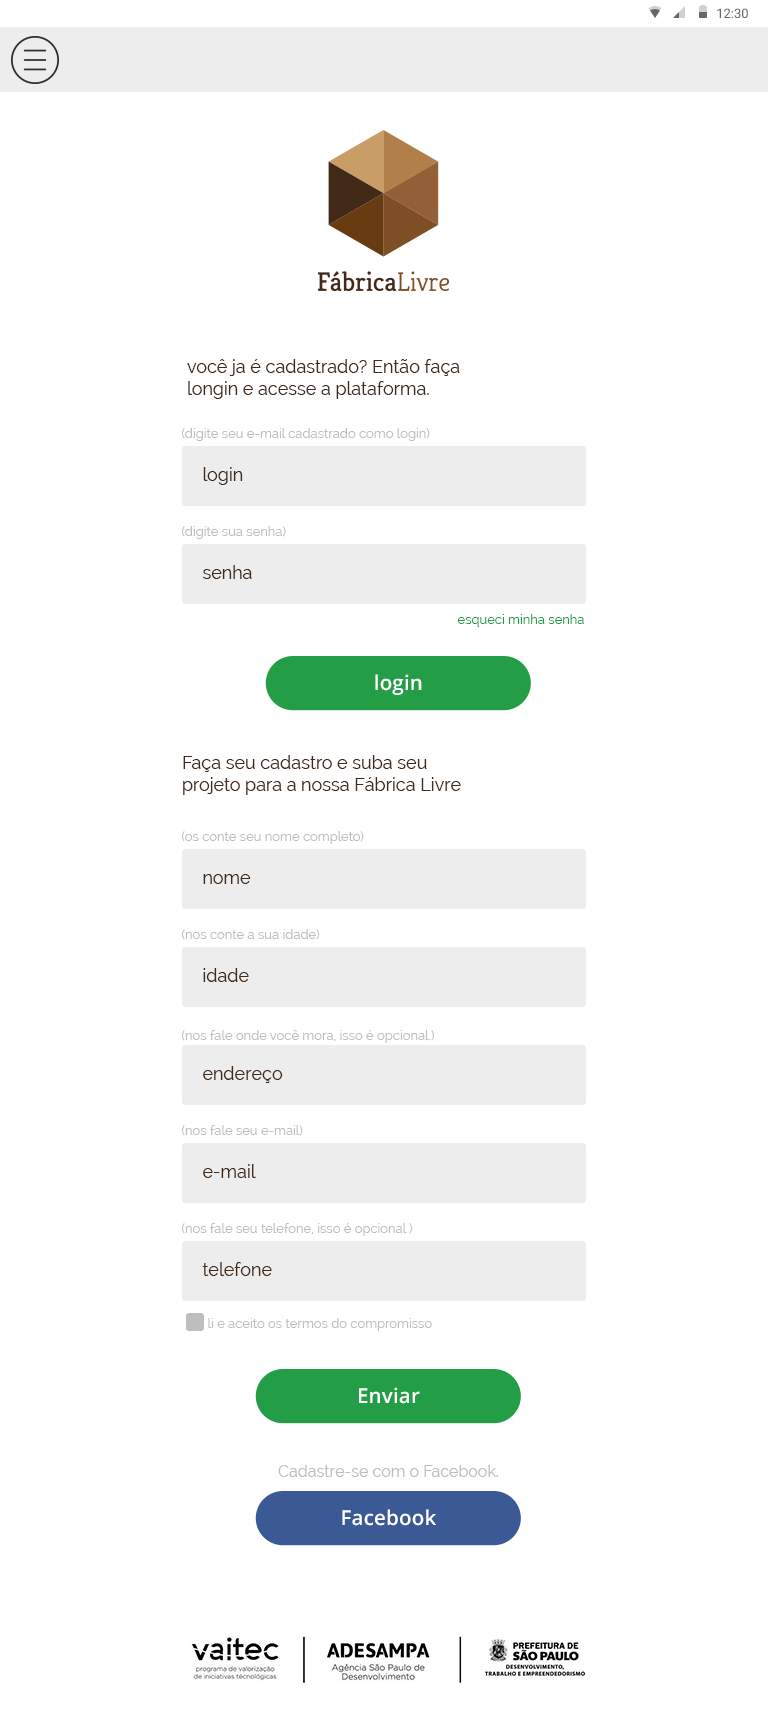 12:30
FábricaLivre
você ja é cadastrado? Então faça
longin e acesse a plataforma.
(digite seu e-mail cadastrado como login)
login
(digite sua senha)
senha
esqueci minha senha
login
Faça seu cadastro e suba seu
projeto para a nossa Fábrica Livre
(os conte seu nome completo)
nome
(nos conte a sua idade)
idade
(nos fale onde você mora, isso é opcional.)
endereço
(nos fale seu e-mail)
e-mail
(nos fale seu telefone, isso é opcional )
telefone
li e aceito os termos do compromisso
Enviar
Cadastre-se com o Facebook.
Facebook
vaitec
programa de valorização
de iniciativas técnológicas
ADESAMPA
Agência São Paulo de
Desenvolvimento
PREFEITURA DE
SÃO PAULO
DESENVOLVIMENTO,
TRABALHO E EMPREENDEDORISMO